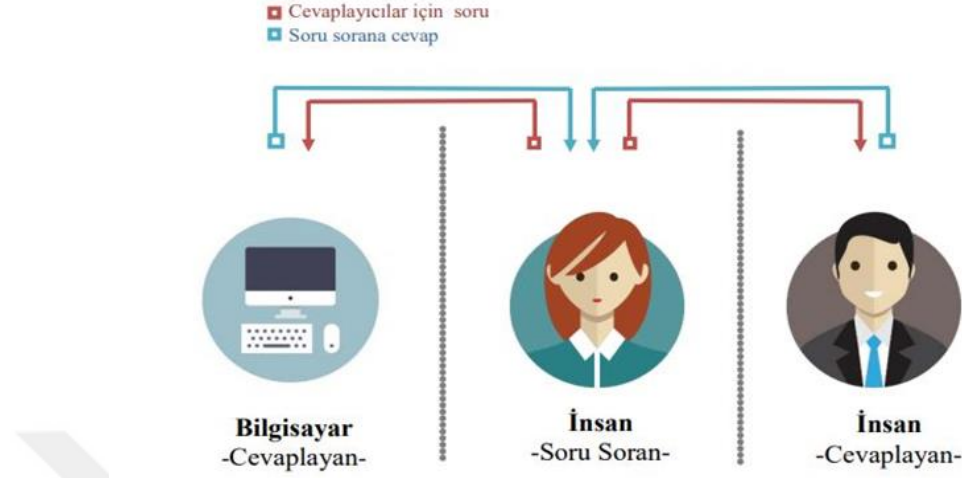 Cevaplayıcılar için soru
Soru sorana cevap
Bilgisayar
-Cevaplayan-
İnsan
-Soru Soran-
İnsan
-Cevaplayan-